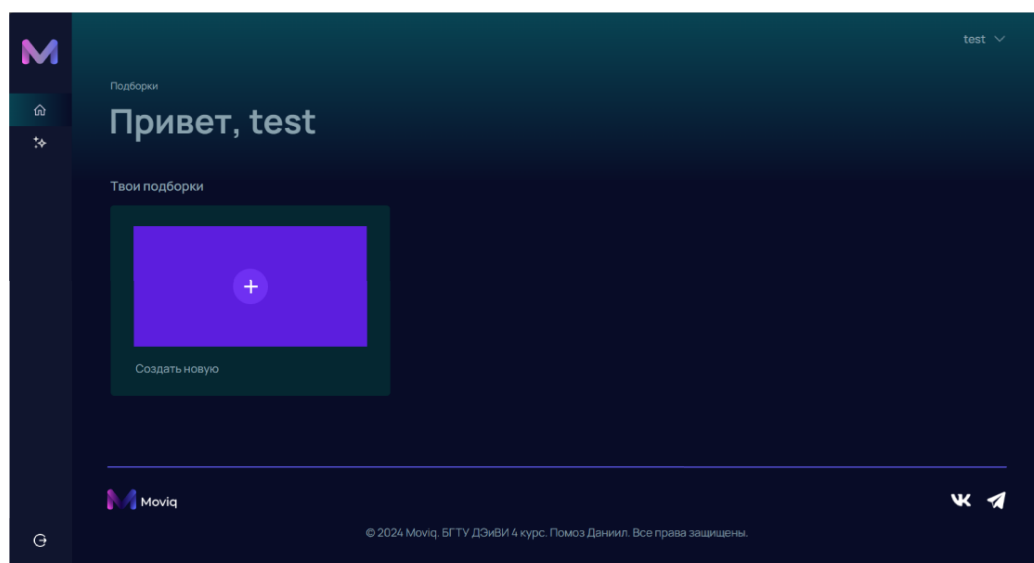 test
Подборки
Привет, test
Твои подборки
Создать новую
Moviq
© 2024 Moviq. БГТУ ДЭиВИ 4 курс. Помоз Даниил. Все права защищены.